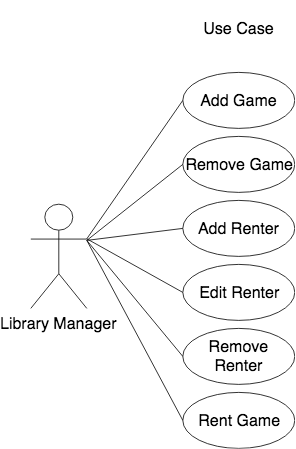 Use Case
Add Game
Remove Game
Add Renter
Edit Renter
Library Manager
Remove
Renter
Rent Game